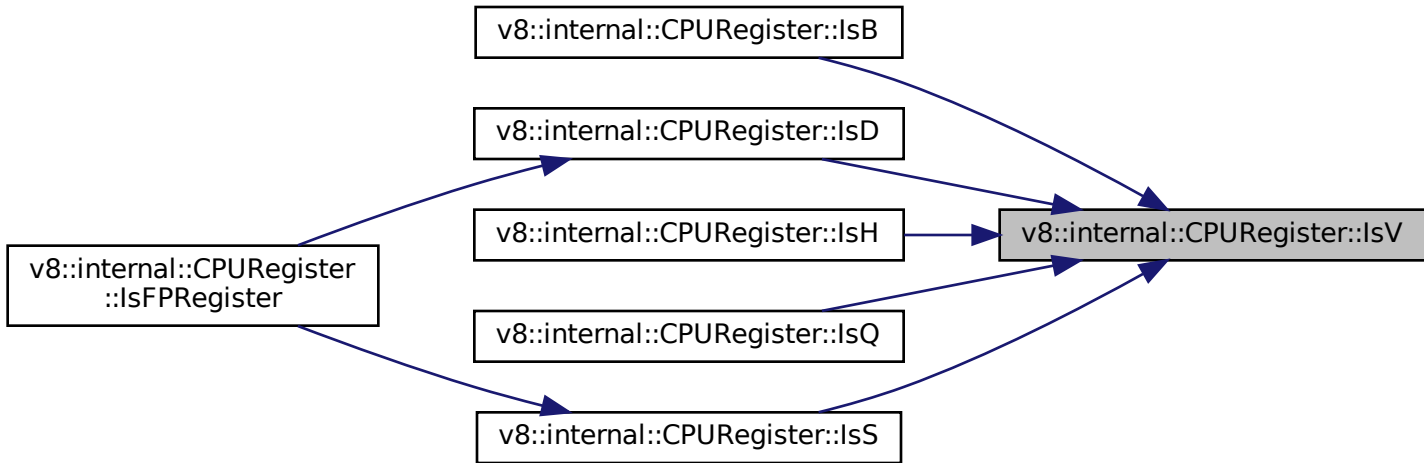 v8::internal::CPURegister::IsB
v8::internal::CPURegister::IsD
v8::internal::CPURegister::IsH
v8::internal::CPURegister::IsV
v8::internal::CPURegister
::IsFPRegister
v8::internal::CPURegister::IsQ
v8::internal::CPURegister::IsS